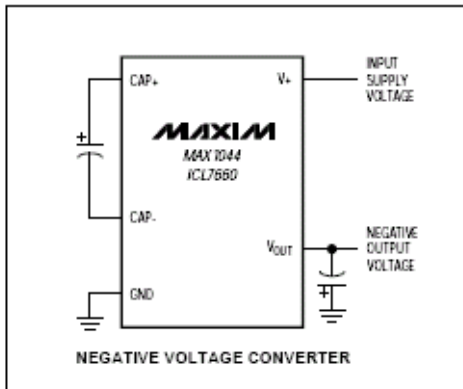 CAP+
V+
INPUT
SUPPLY
VOLTAGE
MAXIM
MAX1044
ICL7660
+
CAP-
VOUT
NEGATIVE
OUTPUT
VOLTAGE
+
GND
NEGATIVE VOLTAGE CONVERTER